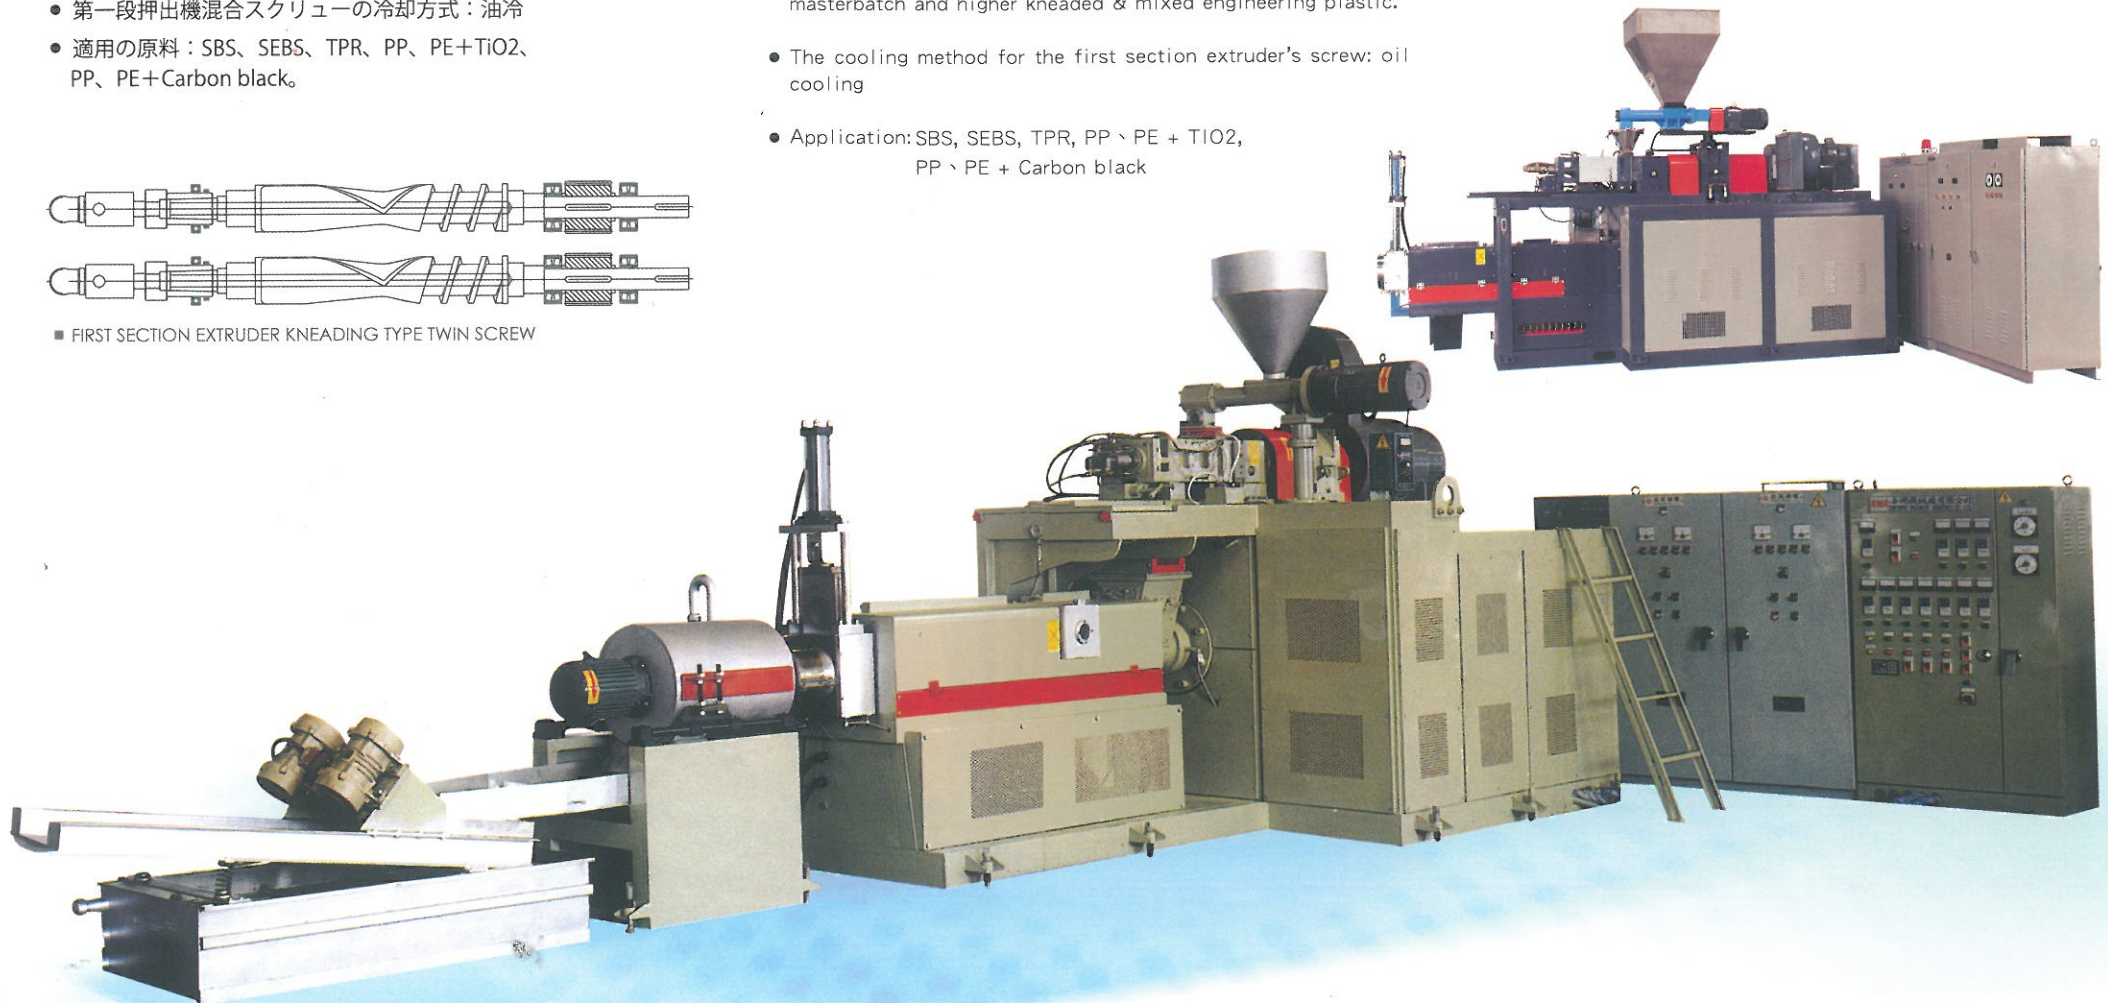 ● 第一段押出機混合スクリューの冷却方式：油冷
● 適用の原料：SBS、SEBS、TPR、PP、PE＋TiO2、
PP、PE＋Carbon black。
■ FIRST SECTION EXTRUDER KNEADING TYPE TWIN SCREW
masterbatch and higher kneaded & mixed engineering plastic.
● The cooling method for the first section extruder's screw: oil
cooling
● Application: SBS, SEBS, TPR, PP、PE + TIO2,
PP、PE + Carbon black